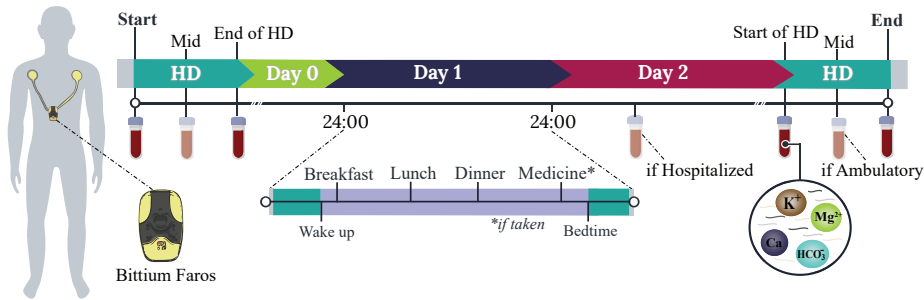 Start
Mid
End of HD
Start of HD
Mid
End
HD
Day 0
Day 1
Day 2
HD
24:00
24:00
if Hospitalized
if Ambulatory
Breakfast
Lunch
Dinner
Medicine*
Wake up
*if taken
Bedtime
K+
Mg2+
Ca
HCO3-
Bittium Faros